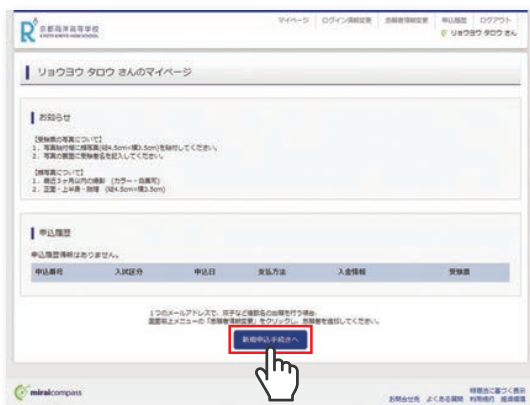 マイページ ログイン情報変更 志願者情報変更 申込履歴 ログアウト
リョウヨウ タロウ さん
リョウヨウ タロウ さんのマイページ
お知らせ
【受験票の写真について】
1. 写真貼付欄に顔写真(縦4.5cm×横3.5cm)を貼付してください。
2. 写真の裏面に受験者名を記入してください。
【顔写真について】
1. 最近3ヶ月以内の撮影 (カラー・白黒可)
2. 正面・上半身・脱帽 (縦4.5cm×横3.5cm)
申込履歴
申込履歴情報はありません。
申込番号 入試区分 申込日 支払方法 入金情報 受験票
1つのメールアドレスで、双子など複数名の出願を行う場合、
画面右上メニューの「志願者情報変更」をクリックし、志願者を追加してください。
新規申込手続きへ
miraicompass
お問合せ先 よくある質問 利用規約 推奨環境
特商法に基づく表示